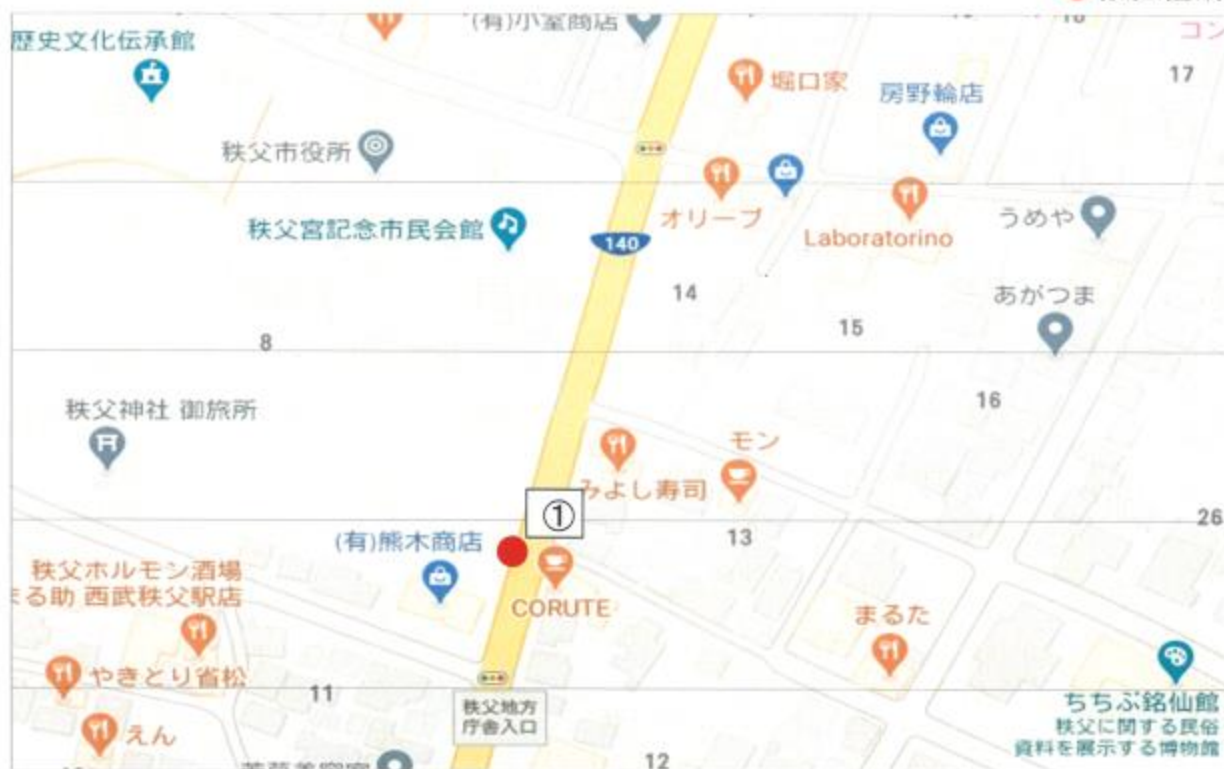 (有)小室商店
18
コン
歴史文化伝承館
17
堀口家
房野輪店
秩父市役所
オリーブ
Laboratorino
うめや
秩父宮記念市民会館
140
14
あがつま
15
8
16
秩父神社 御旅所
モン
みよし寿司
①
26
(有)熊木商店
13
秩父ホルモン酒場
まる助 西武秩父駅店
CORUTE
まるた
やきとり省松
11
秩父地方
庁舎入口
ちちぶ銘仙館
秩父に関する民俗
資料を展示する博物館
えん
12